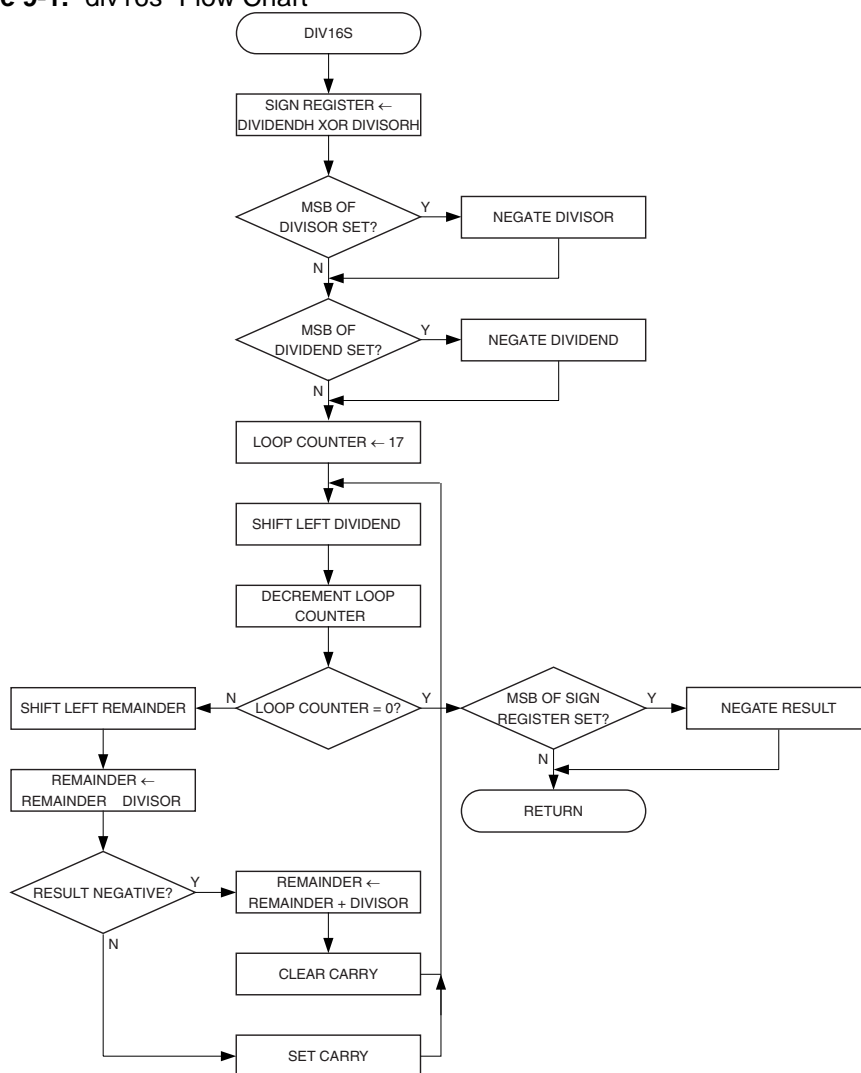 9-1. "div16s" Flow Chart
DIV16S
SIGN REGISTER ←
DIVIDENDH XOR DIVISORH
MSB OF
DIVISOR SET?
Y
NEGATE DIVISOR
N
MSB OF
DIVIDEND SET?
Y
NEGATE DIVIDEND
N
LOOP COUNTER ← 17
SHIFT LEFT DIVIDEND
DECREMENT LOOP
COUNTER
SHIFT LEFT REMAINDER
N
LOOP COUNTER = 0?
Y
MSB OF SIGN
REGISTER SET?
Y
NEGATE RESULT
N
RETURN
REMAINDER ←
REMAINDER DIVISOR
RESULT NEGATIVE?
Y
REMAINDER ←
REMAINDER + DIVISOR
N
CLEAR CARRY
SET CARRY